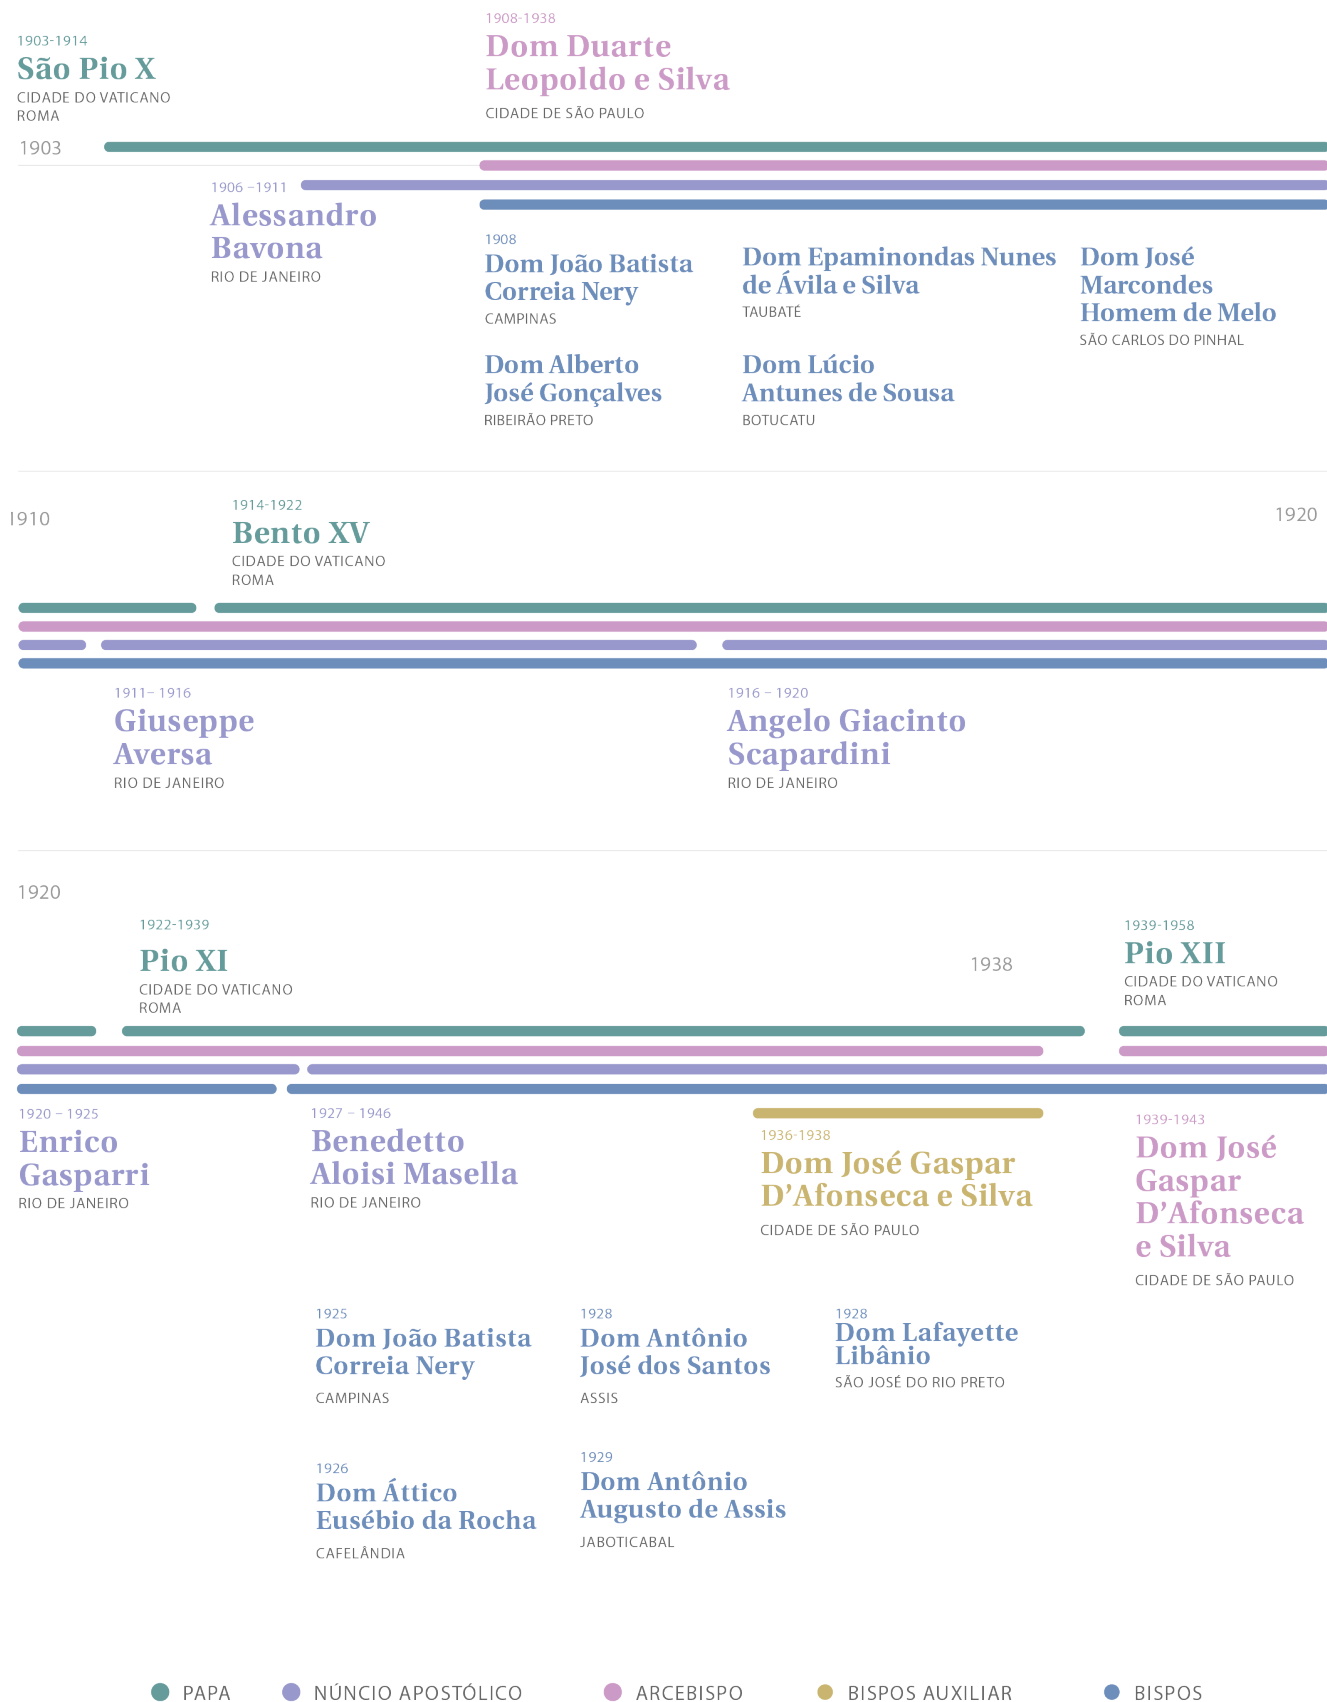 1903-1914
São Pio X
CIDADE DO VATICANO
ROMA
1908-1938
Dom Duarte
Leopoldo e Silva
CIDADE DE SÃO PAULO
1903
1906 –1911
Alessandro
Bavona
RIO DE JANEIRO
1908
Dom João Batista
Correia Nery
CAMPINAS
Dom Epaminondas Nunes
de Ávila e Silva
TAUBATÉ
Dom José
Marcondes
Homem de Melo
SÃO CARLOS DO PINHAL
Dom Alberto
José Gonçalves
RIBEIRÃO PRETO
Dom Lúcio
Antunes de Sousa
BOTUCATU
1910
1914-1922
Bento XV
CIDADE DO VATICANO
ROMA
1920
1911– 1916
Giuseppe
Aversa
RIO DE JANEIRO
1916 – 1920
Angelo Giacinto
Scapardini
RIO DE JANEIRO
1920
1922-1939
Pio XI
CIDADE DO VATICANO
ROMA
1938
1939-1958
Pio XII
CIDADE DO VATICANO
ROMA
1920 – 1925
Enrico
Gasparri
RIO DE JANEIRO
1927 – 1946
Benedetto
Aloisi Masella
RIO DE JANEIRO
1936-1938
Dom José Gaspar
D’Afonseca e Silva
CIDADE DE SÃO PAULO
1939-1943
Dom José
Gaspar
D’Afonseca
e Silva
CIDADE DE SÃO PAULO
1925
Dom João Batista
Correia Nery
CAMPINAS
1928
Dom Antônio
José dos Santos
ASSIS
1928
Dom Lafayette
Libânio
SÃO JOSÉ DO RIO PRETO
1926
Dom Áttico
Eusébio da Rocha
CAFELÂNDIA
1929
Dom Antônio
Augusto de Assis
JABOTICABAL
PAPA
NÚNCIO APOSTÓLICO
ARCEBISPO
BISPOS AUXILIAR
BISPOS